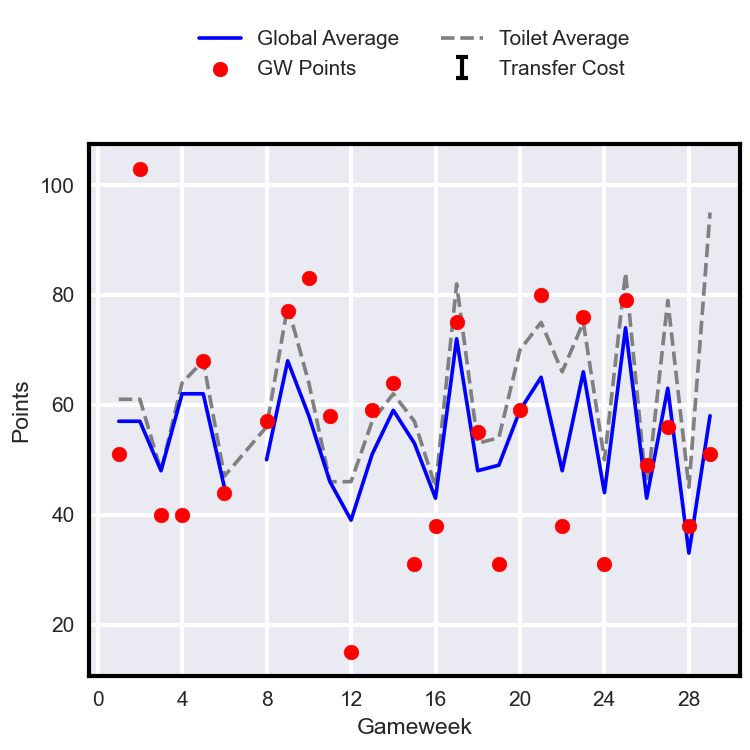 Global Average
Toilet Average
GW Points
Transfer Cost
100
80
60
40
20
Points
0 4 8 12 16 20 24 28
Gameweek